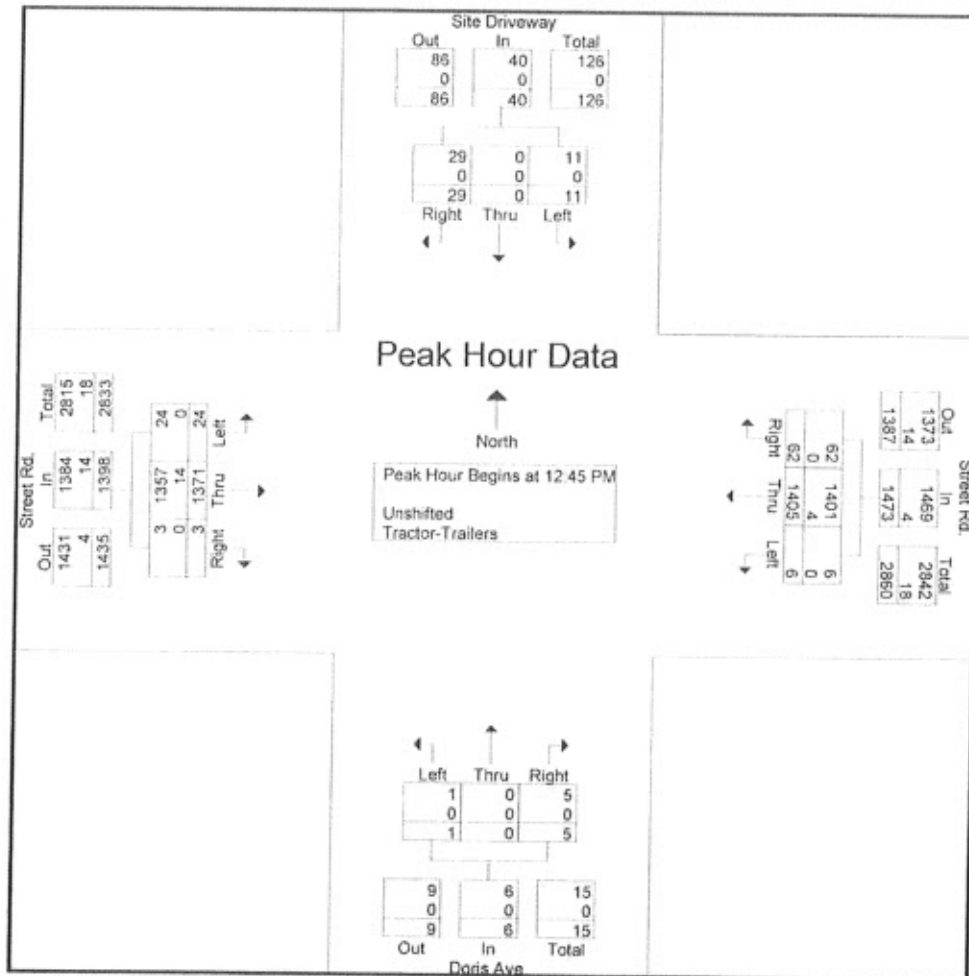 Site Driveway
Out In Total
86 40 126
0 0 0
86 40 126
29 0 11
0 0 0
29 0 11
Right Thru Left
Peak Hour Data
North
Peak Hour Begins at 12:45 PM
Unshifted
Tractor-Trailers
Street Rd.
Total In Out
2815 1384 1431
18 14 4
2833 1398 1435
24 1357 3
0 14 0
24 1371 3
Left Thru Right
Street Rd.
Out In Total
1373 1469 2842
14 4 18
1387 1473 2860
62 1401 6
0 4 0
62 1405 6
Right Thru Left
Left Thru Right
1 0 5
0 0 0
1 0 5
9 6 15
0 0 0
9 6 15
Out In Total
Doris Ave